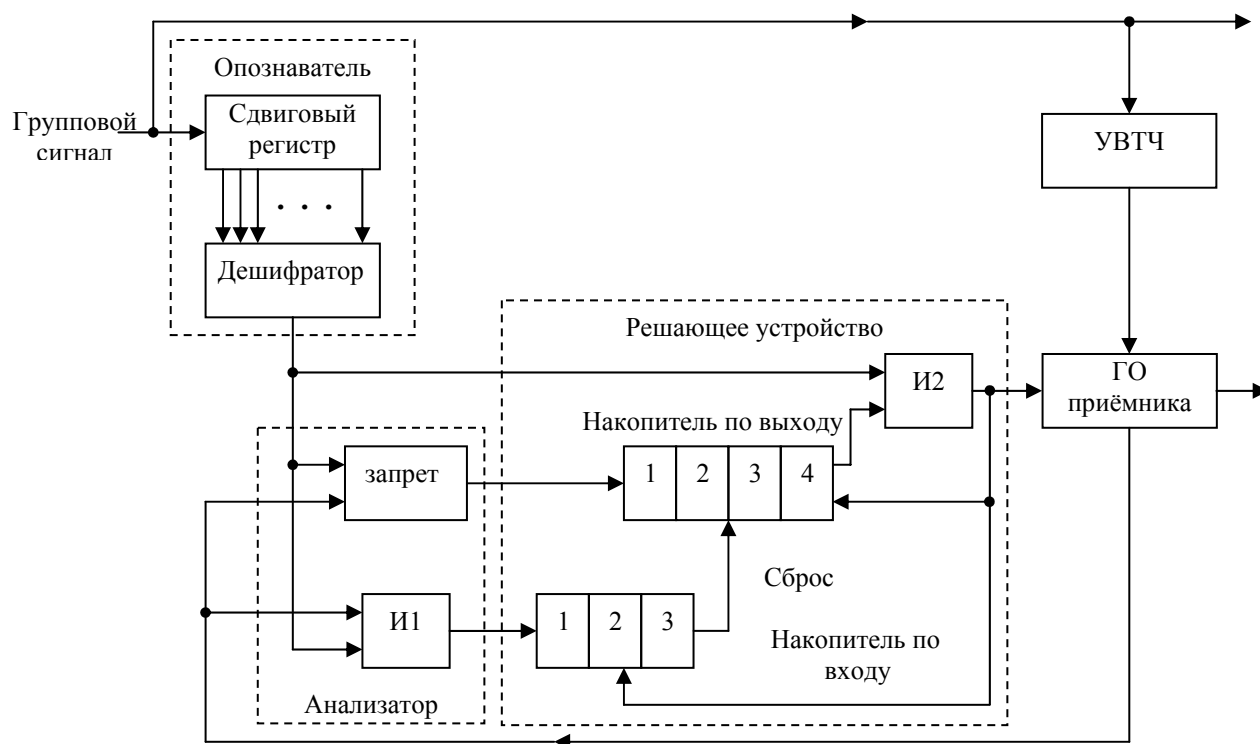 Опознаватель
Групповой
сигнал
Сдвиговый
регистр
. . .
Дешифратор
УВТЧ
Решающее устройство
И2
ГО
приёмника
Накопитель по выходу
запрет
1 2 3 4
Сброс
И1
1 2 3
Накопитель по
входу
Анализатор